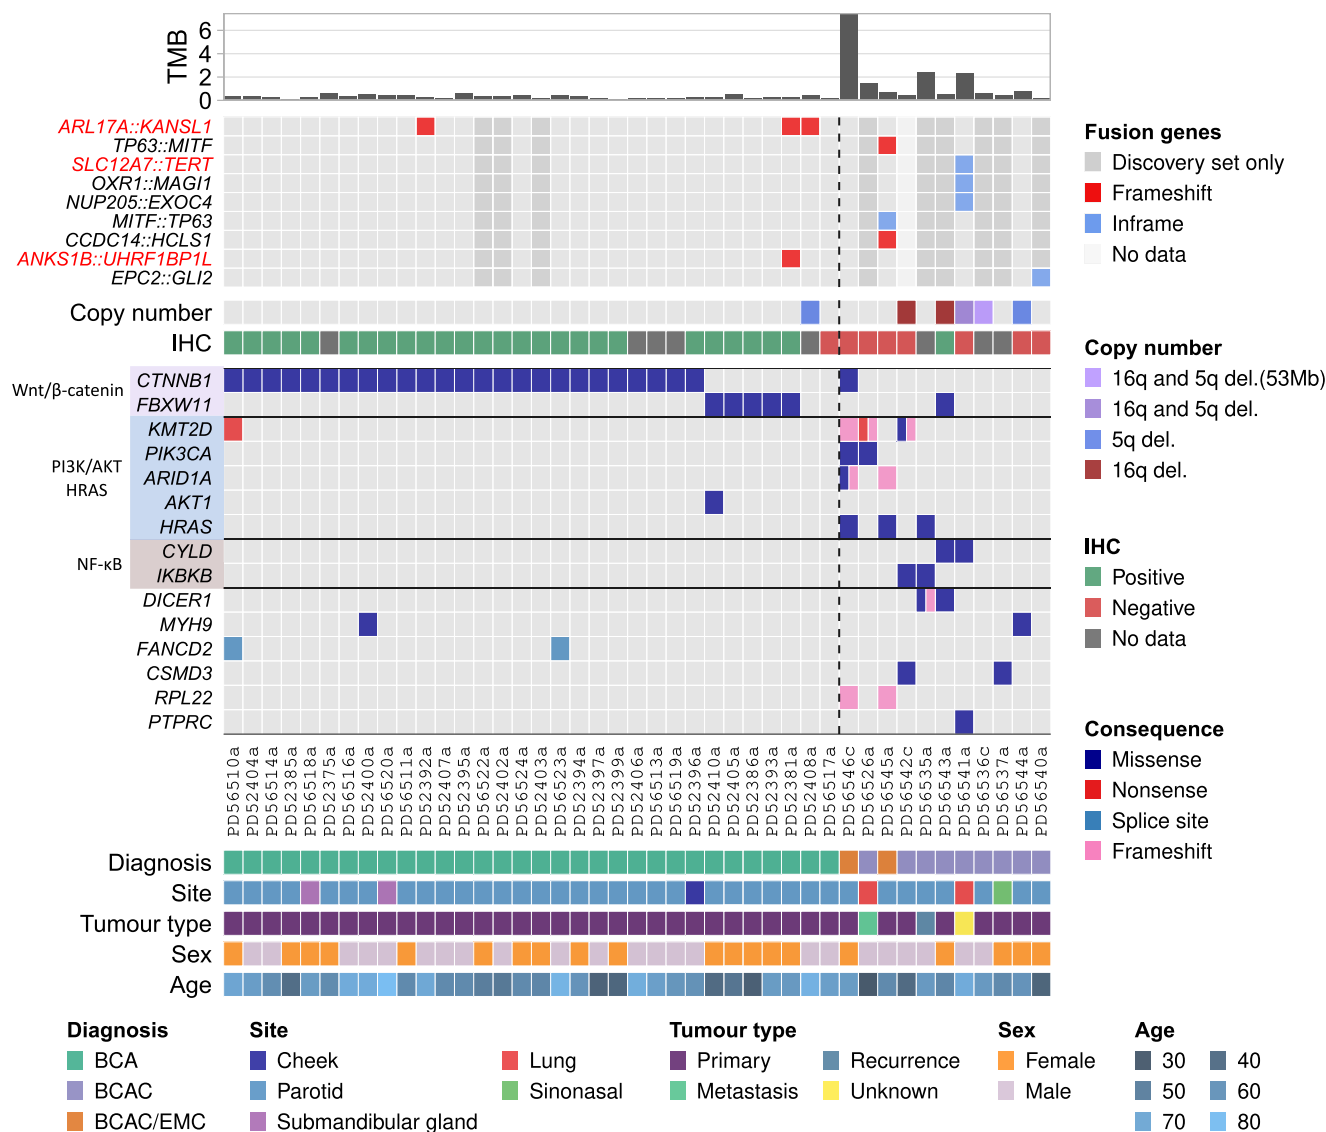 TMB
6
4
2
0
ARL17A::KANSL1
TP63::MITF
SLC12A7::TERT
OXR1::MAGI1
NUP205::EXOC4
MITF::TP63
CCDC14::HCLS1
ANKS1B::UHRF1BP1L
EPC2::GLI2
Copy number
IHC
Wnt/β-catenin
CTNNB1
FBXW11
PI3K/AKT
HRAS
KMT2D
PIK3CA
ARID1A
AKT1
HRAS
NF-κB
CYLD
IKBKB
DICER1
MYH9
FANCD2
CSMD3
RPL22
PTPRC
PD56510a
PD52404a
PD56514a
PD52385a
PD56518a
PD52375a
PD56516a
PD52400a
PD56520a
PD56511a
PD52392a
PD52407a
PD52395a
PD56522a
PD52402a
PD56524a
PD52403a
PD56523a
PD52394a
PD52397a
PD52399a
PD52406a
PD56513a
PD56519a
PD52396a
PD52410a
PD52405a
PD52386a
PD52393a
PD52381a
PD52408a
PD56517a
PD56546c
PD56526a
PD56545a
PD56542c
PD56535a
PD56543a
PD56541a
PD56536c
PD56537a
PD56544a
PD56540a
Diagnosis
Site
Tumour type
Sex
Age
Fusion genes
Discovery set only
Frameshift
Inframe
No data
Copy number
16q and 5q del.(53Mb)
16q and 5q del.
5q del.
16q del.
IHC
Positive
Negative
No data
Consequence
Missense
Nonsense
Splice site
Frameshift
Diagnosis
BCA
BCAC
BCAC/EMC
Site
Cheek
Parotid
Submandibular gland
Lung
Sinonasal
Tumour type
Primary
Metastasis
Recurrence
Unknown
Sex
Female
Male
Age
30
50
70
40
60
80